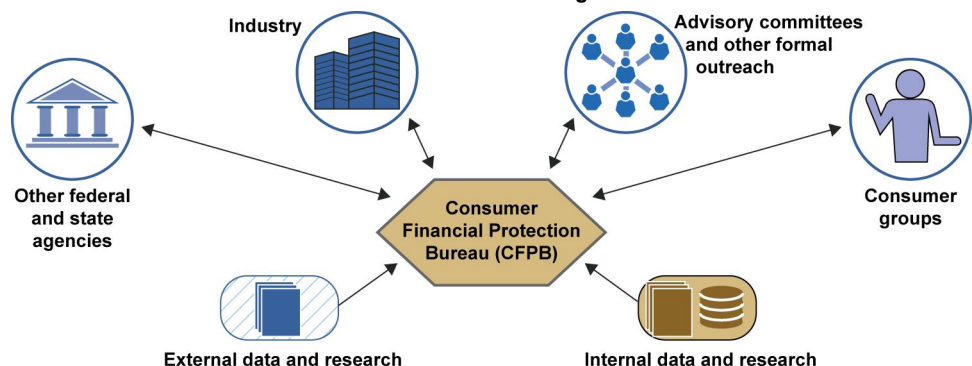 Industry
Advisory committees
and other formal
outreach
Other federal
and state
agencies
Consumer
Financial Protection
Bureau (CFPB)
Consumer
groups
External data and research
Internal data and research